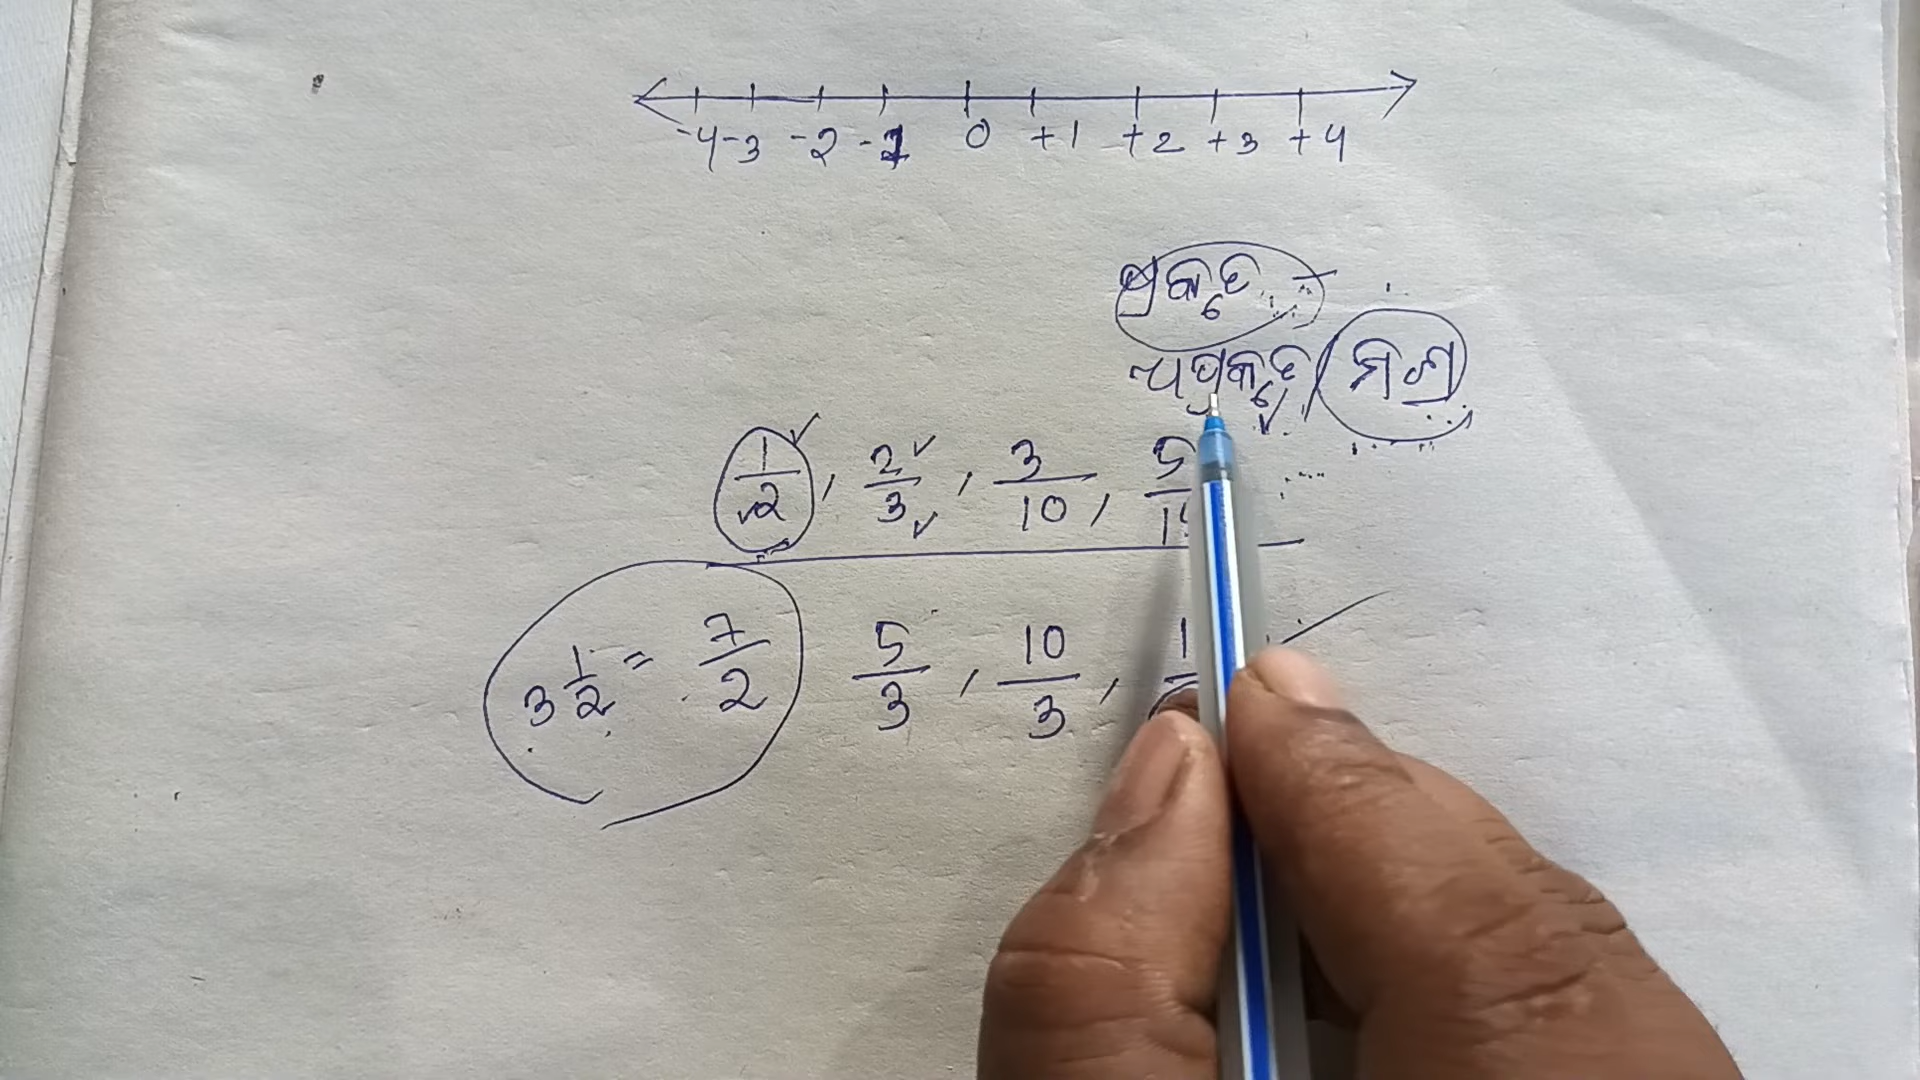 -4 -3 -2 -1 0 +1 +2 +3 +4
ପ୍ରକୃତ
ଅପ୍ରକୃତ / ମିଶ୍ର
1/2, 2/3, 3/10, 5
3 1/2 = 7/2 5/3, 10/3,